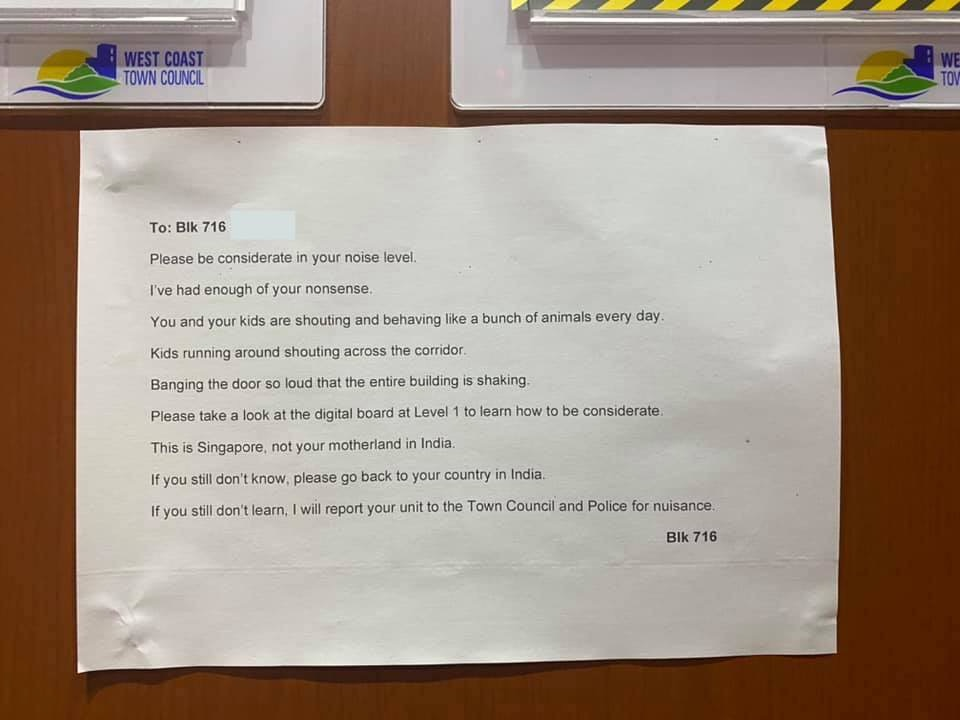 WEST COAST
TOWN COUNCIL
WE
TOW
To: Blk 716
Please be considerate in your noise level.
I've had enough of your nonsense.
You and your kids are shouting and behaving like a bunch of animals every day.
Kids running around shouting across the corridor.
Banging the door so loud that the entire building is shaking.
Please take a look at the digital board at Level 1 to learn how to be considerate.
This is Singapore, not your motherland in India.
If you still don't know, please go back to your country in India.
If you still don't learn, I will report your unit to the Town Council and Police for nuisance.
Blk 716